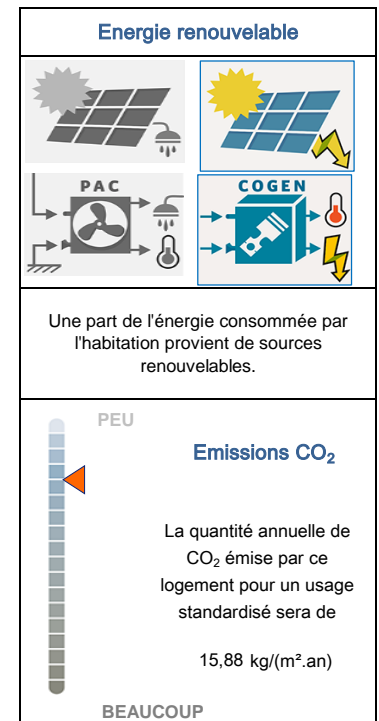 Energie renouvelable
PAC
COGEN
Une part de l'énergie consommée par
l'habitation provient de sources
renouvelables.
PEU
Emissions CO₂
La quantité annuelle de
CO₂ émise par ce
logement pour un usage
standardisé sera de
15,88 kg/(m².an)
BEAUCOUP